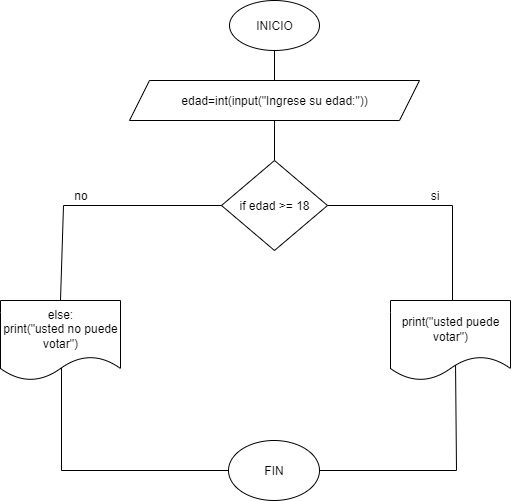 INICIO
edad=int(input("Ingrese su edad:"))
no
si
if edad >= 18
else:
print("usted no puede
votar")
print("usted puede
votar")
FIN